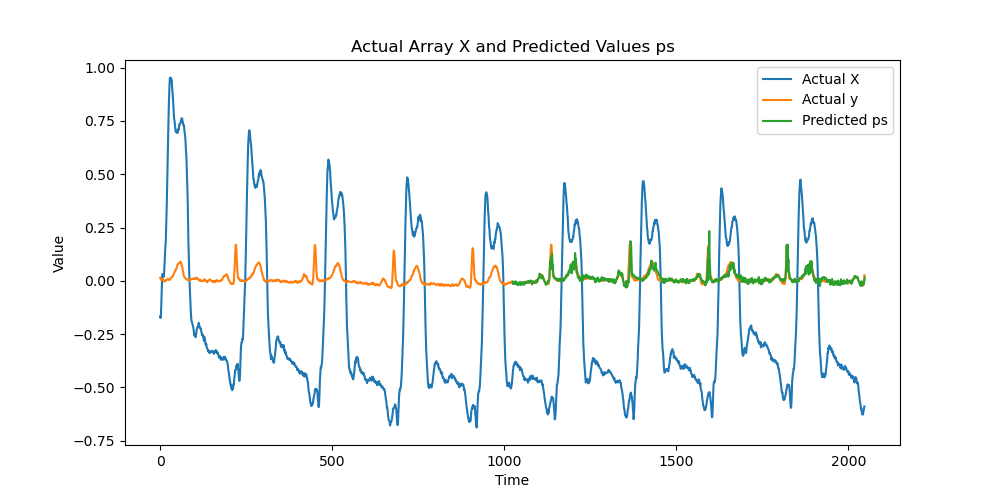 Actual Array X and Predicted Values ps
Actual X
Actual y
Predicted ps
1.00
0.75
0.50
0.25
0.00
−0.25
−0.50
−0.75
Value
0
500
1000
1500
2000
Time